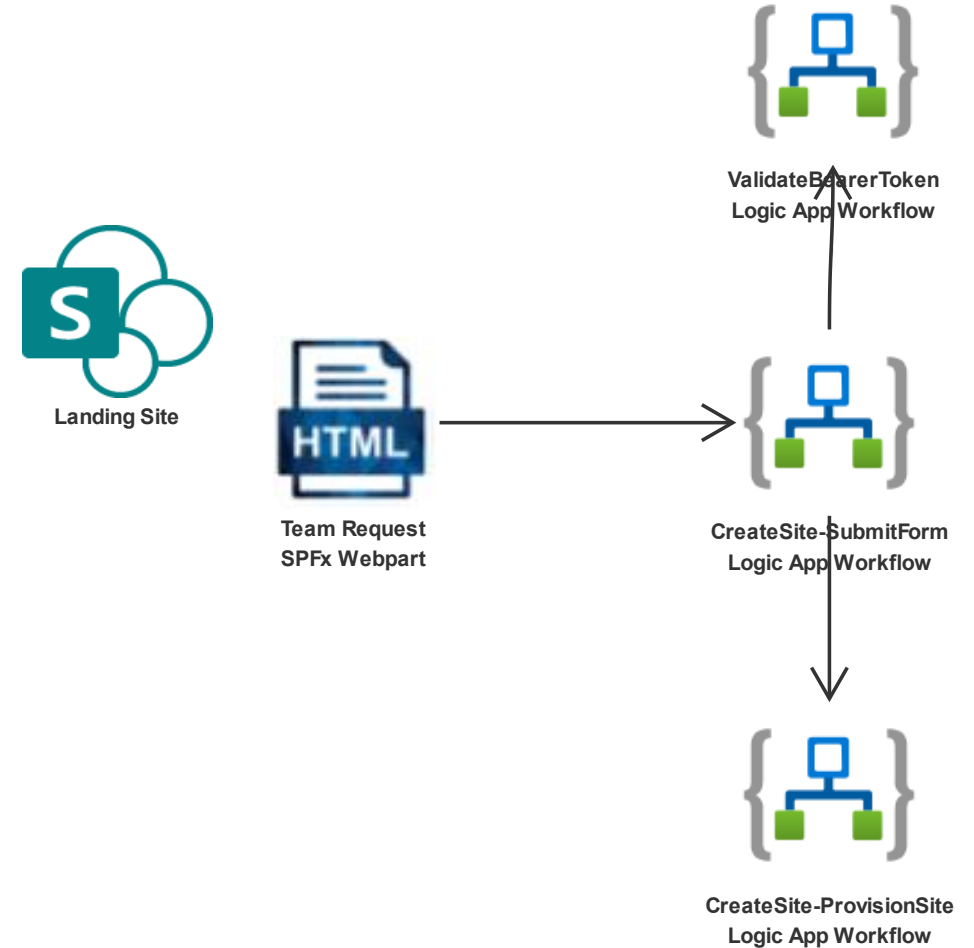 ValidateBearerToken
Logic App Workflow
S
Landing Site
HTML
Team Request
SPFx Webpart
CreateSite-SubmitForm
Logic App Workflow
CreateSite-ProvisionSite
Logic App Workflow